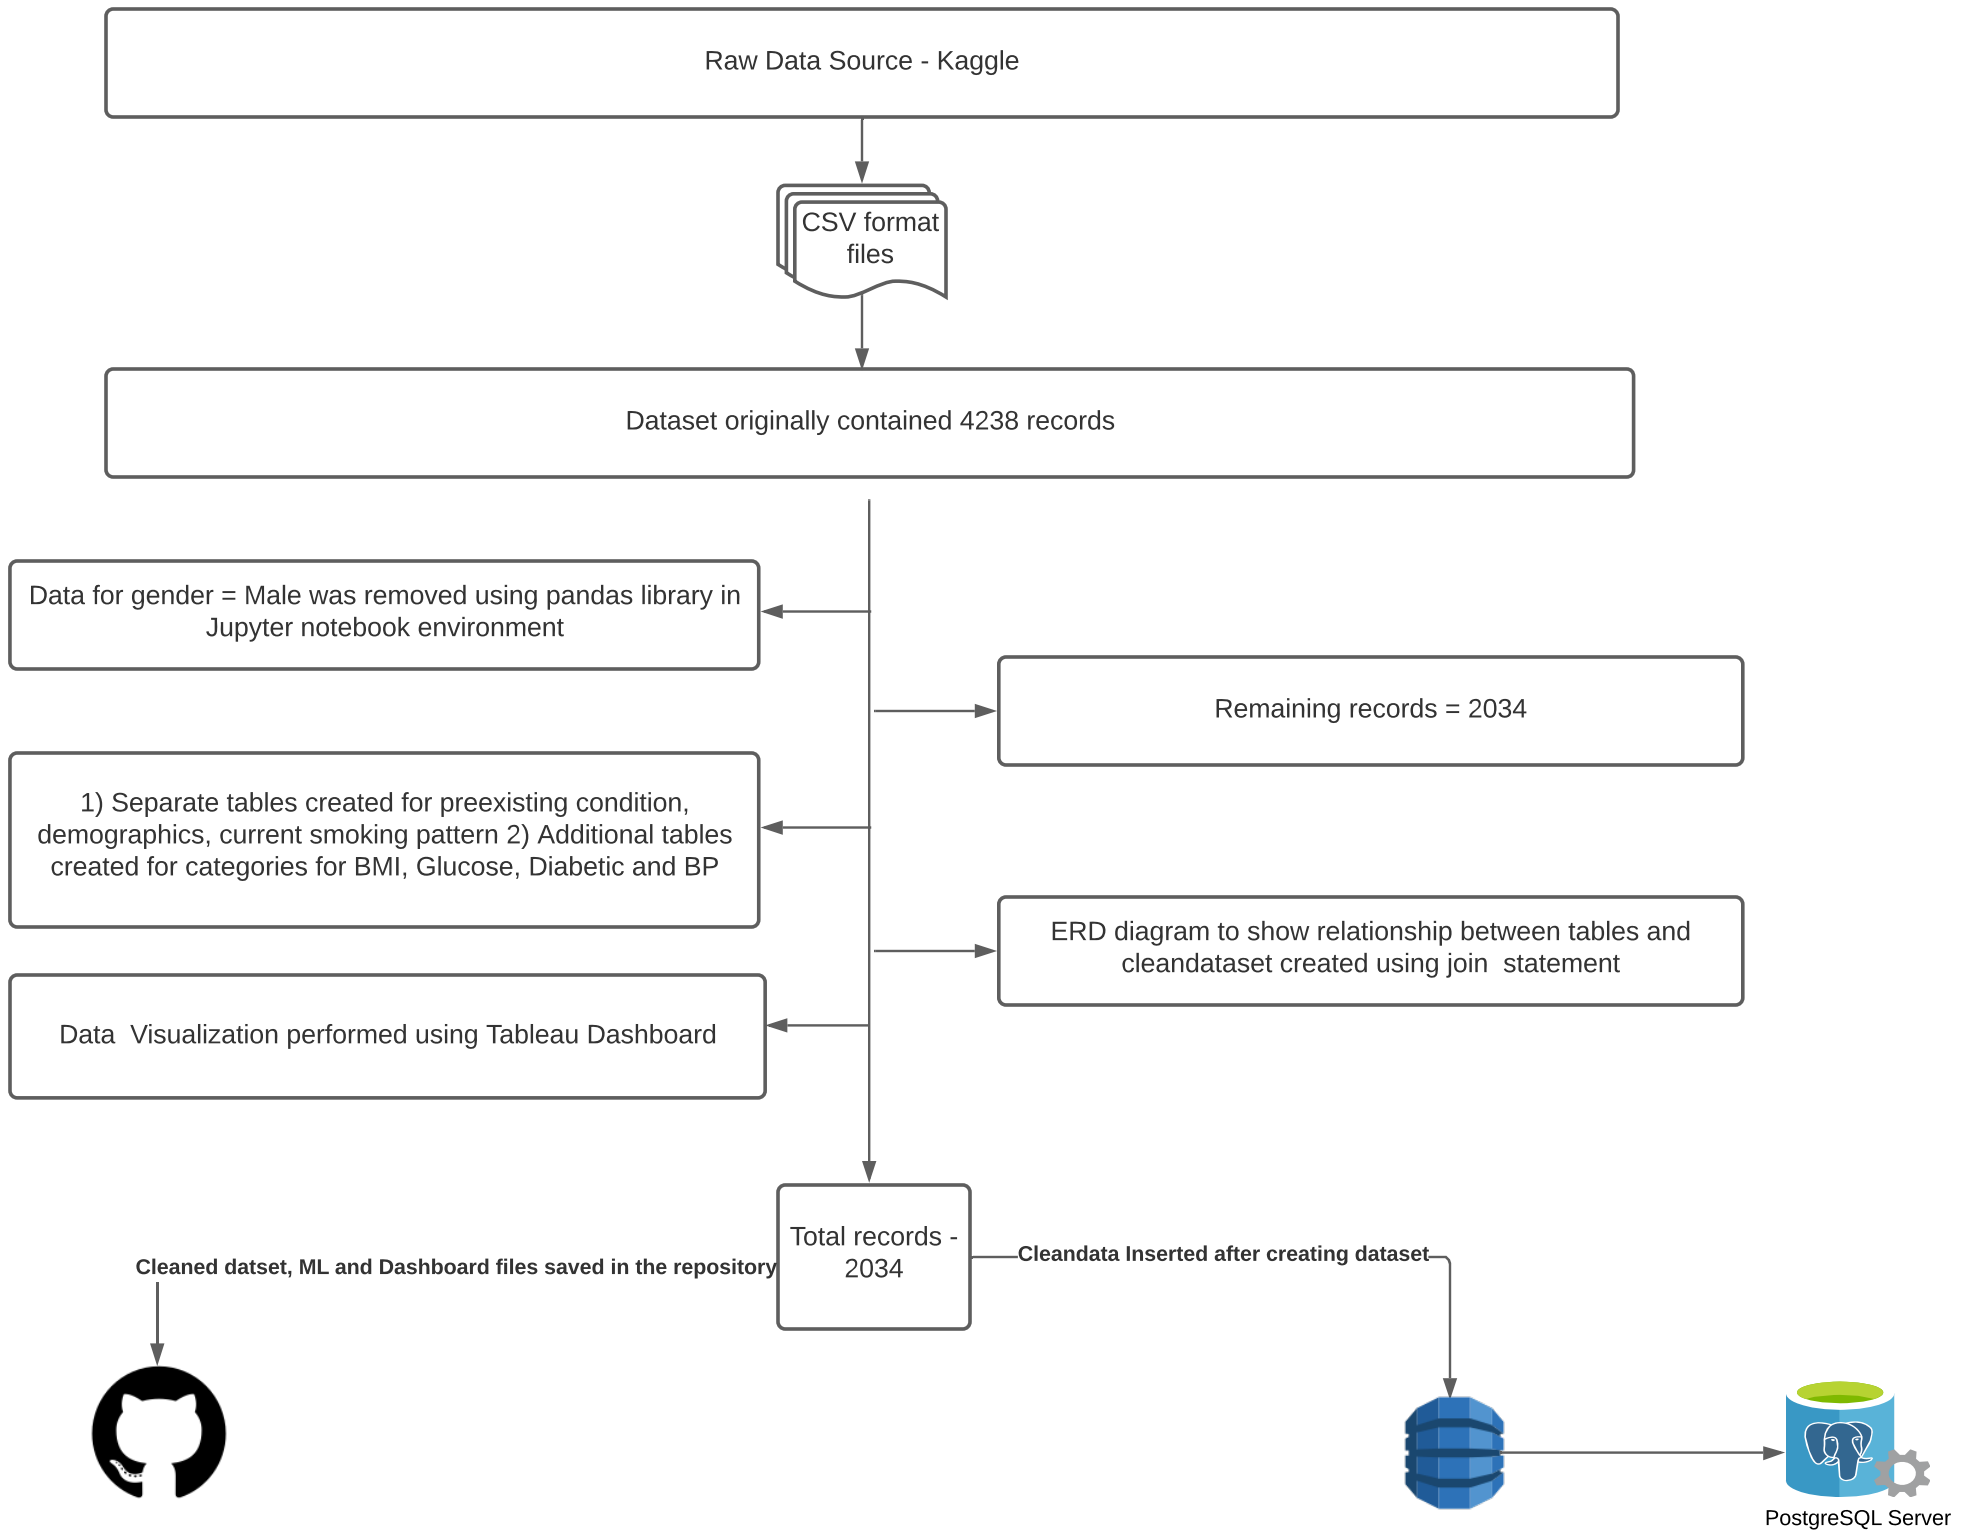 Raw Data Source - Kaggle
CSV format
files
Dataset originally contained 4238 records
Data for gender = Male was removed using pandas library in
Jupyter notebook environment
Remaining records = 2034
1) Separate tables created for preexisting condition,
demographics, current smoking pattern 2) Additional tables
created for categories for BMI, Glucose, Diabetic and BP
ERD diagram to show relationship between tables and
cleandataset created using join  statement
Data  Visualization performed using Tableau Dashboard
Total records -
2034
Cleaned datset, ML and Dashboard files saved in the repository
Cleandata Inserted after creating dataset
PostgreSQL Server